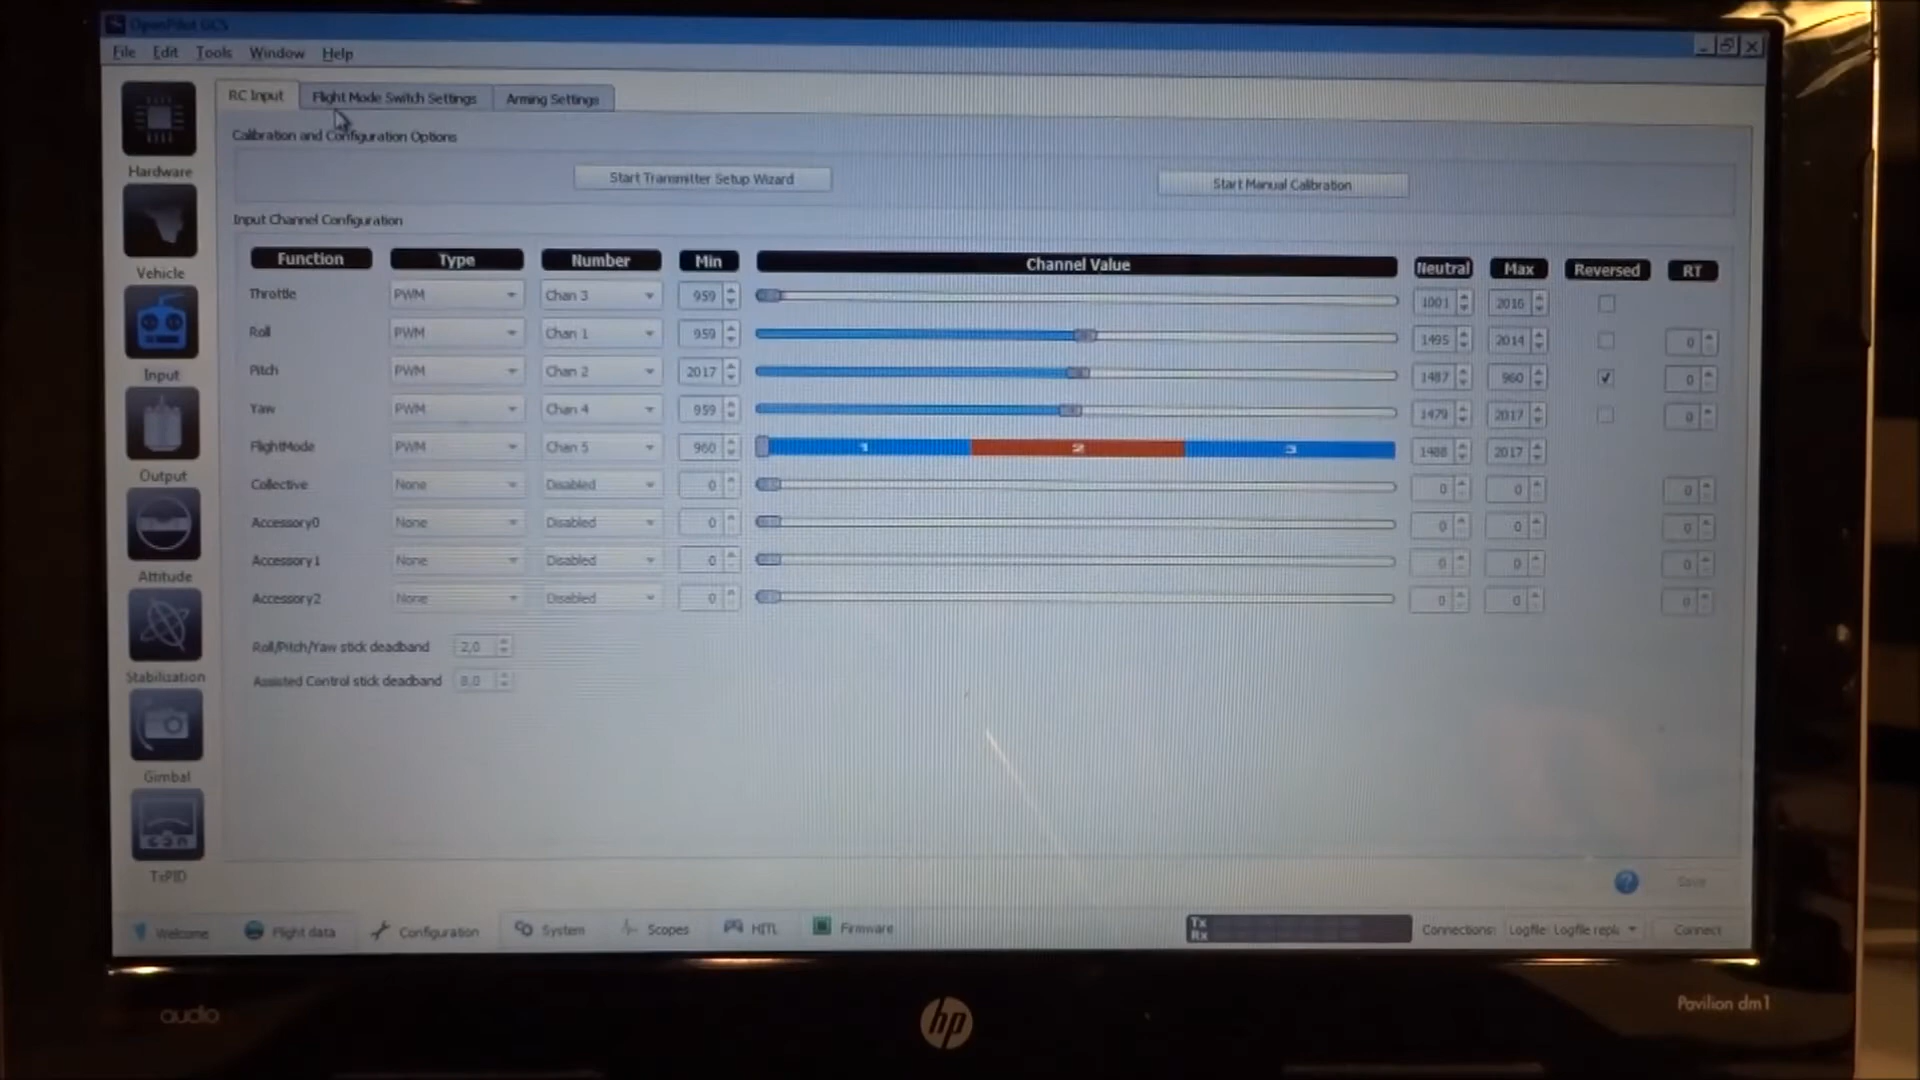 OpenPilot GCS
File Edit Tools Window Help
RC Input Flight Mode Switch Settings Arming Settings
Calibration and Configuration Options
Start Transmitter Setup Wizard Start Manual Calibration
Input Channel Configuration
Function Type Number Min Channel Value Neutral Max Reversed RT
Throttle PWM Chan 3 959 1001 2016
Roll PWM Chan 1 959 1495 2014 0
Pitch PWM Chan 2 2017 1487 960 0
Yaw PWM Chan 4 959 1479 2017 0
FlightMode PWM Chan 5 960 1 2 3 1488 2017
Collective None Disabled 0 0 0 0
Accessory0 None Disabled 0 0 0 0
Accessory1 None Disabled 0 0 0 0
Accessory2 None Disabled 0 0 0 0
Roll/Pitch/Yaw stick deadband 2,0
Assisted Control stick deadband 8,0
Hardware
Vehicle
Input
Output
Attitude
Stabilization
Gimbal
TxPID
? Save
Welcome Flight data Configuration System Scopes HITL Firmware
Tx
Rx
Connections: Logfile: Logfile repla Connect
audio hp Pavilion dm1